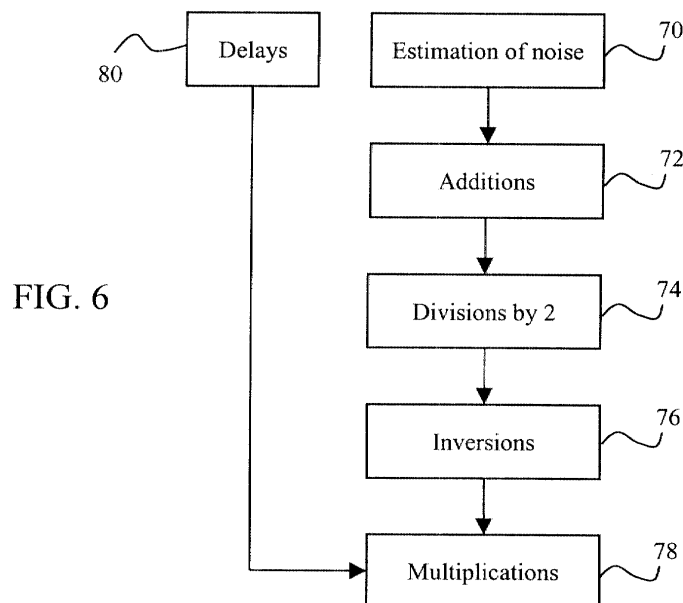 Delays
80
Estimation of noise
70
Additions
72
FIG. 6
Divisions by 2
74
Inversions
76
Multiplications
78